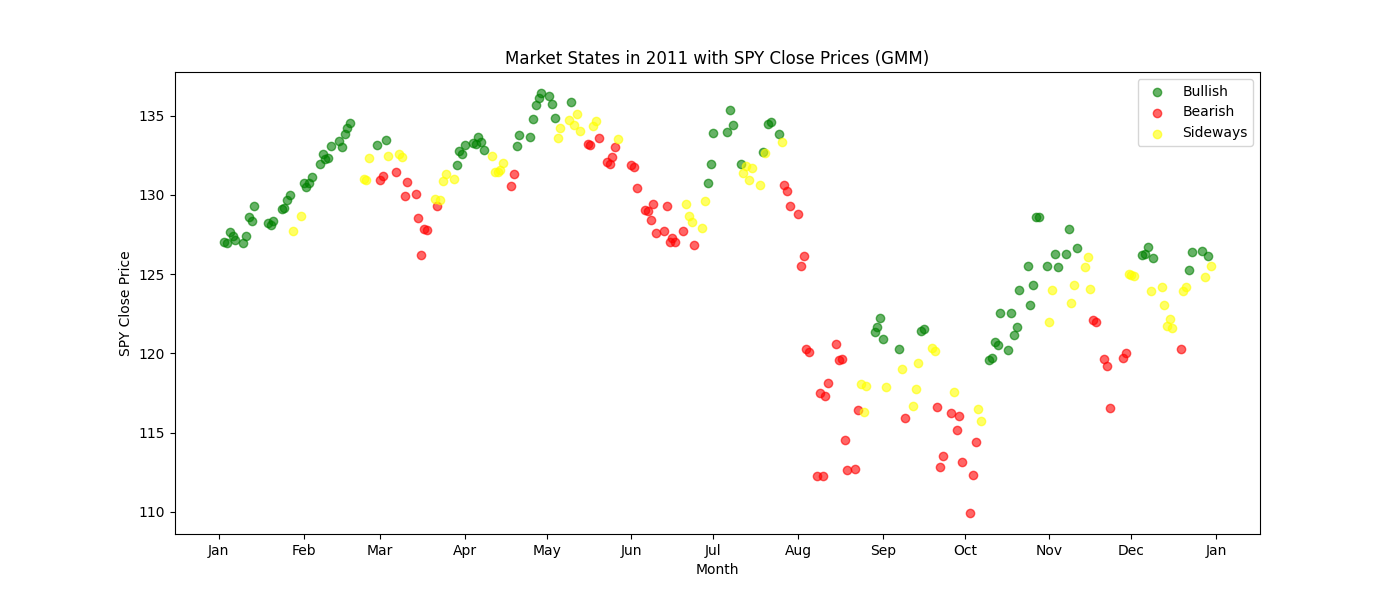 Market States in 2011 with SPY Close Prices (GMM)
Bullish
Bearish
Sideways
SPY Close Price
135
130
125
120
115
110
Jan Feb Mar Apr May Jun Jul Aug Sep Oct Nov Dec Jan
Month